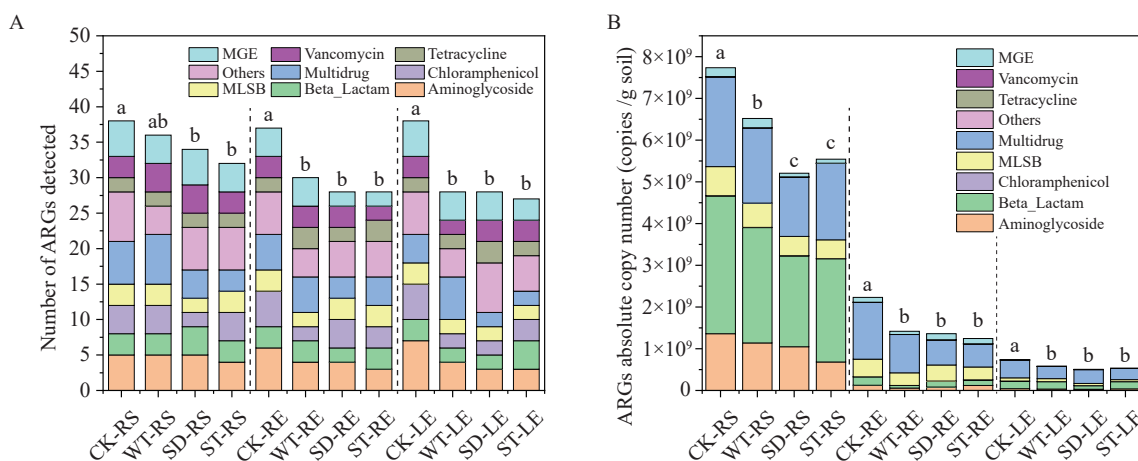 A
Number of ARGs detected
50
45
40
35
30
25
20
15
10
5
0
MGE Vancomycin Tetracycline
Others Multidrug Chloramphenicol
MLSB Beta_Lactam Aminoglycoside
a ab b b a b b b a b b b
CK-RS WT-RS SD-RS ST-RS CK-RE WT-RE SD-RE ST-RE CK-LE WT-LE SD-LE ST-LE
B
ARGs absolute copy number (copies /g soil)
8×10⁹
7×10⁹
6×10⁹
5×10⁹
4×10⁹
3×10⁹
2×10⁹
1×10⁹
0
MGE
Vancomycin
Tetracycline
Others
Multidrug
MLSB
Chloramphenicol
Beta_Lactam
Aminoglycoside
a b c c a b b b a b b b
CK-RS WT-RS SD-RS ST-RS CK-RE WT-RE SD-RE ST-RE CK-LE WT-LE SD-LE ST-LE